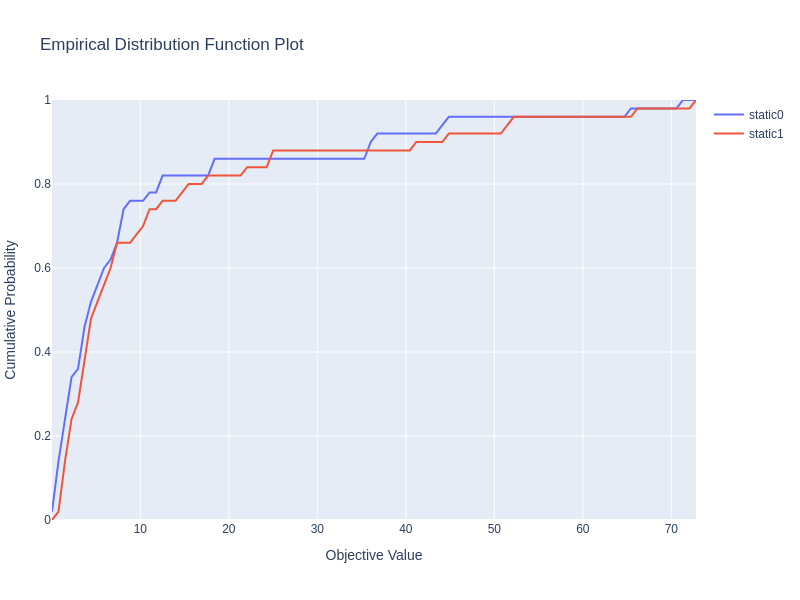 Empirical Distribution Function Plot
static0
static1
Cumulative Probability
1
0.8
0.6
0.4
0.2
0
10 20 30 40 50 60 70
Objective Value